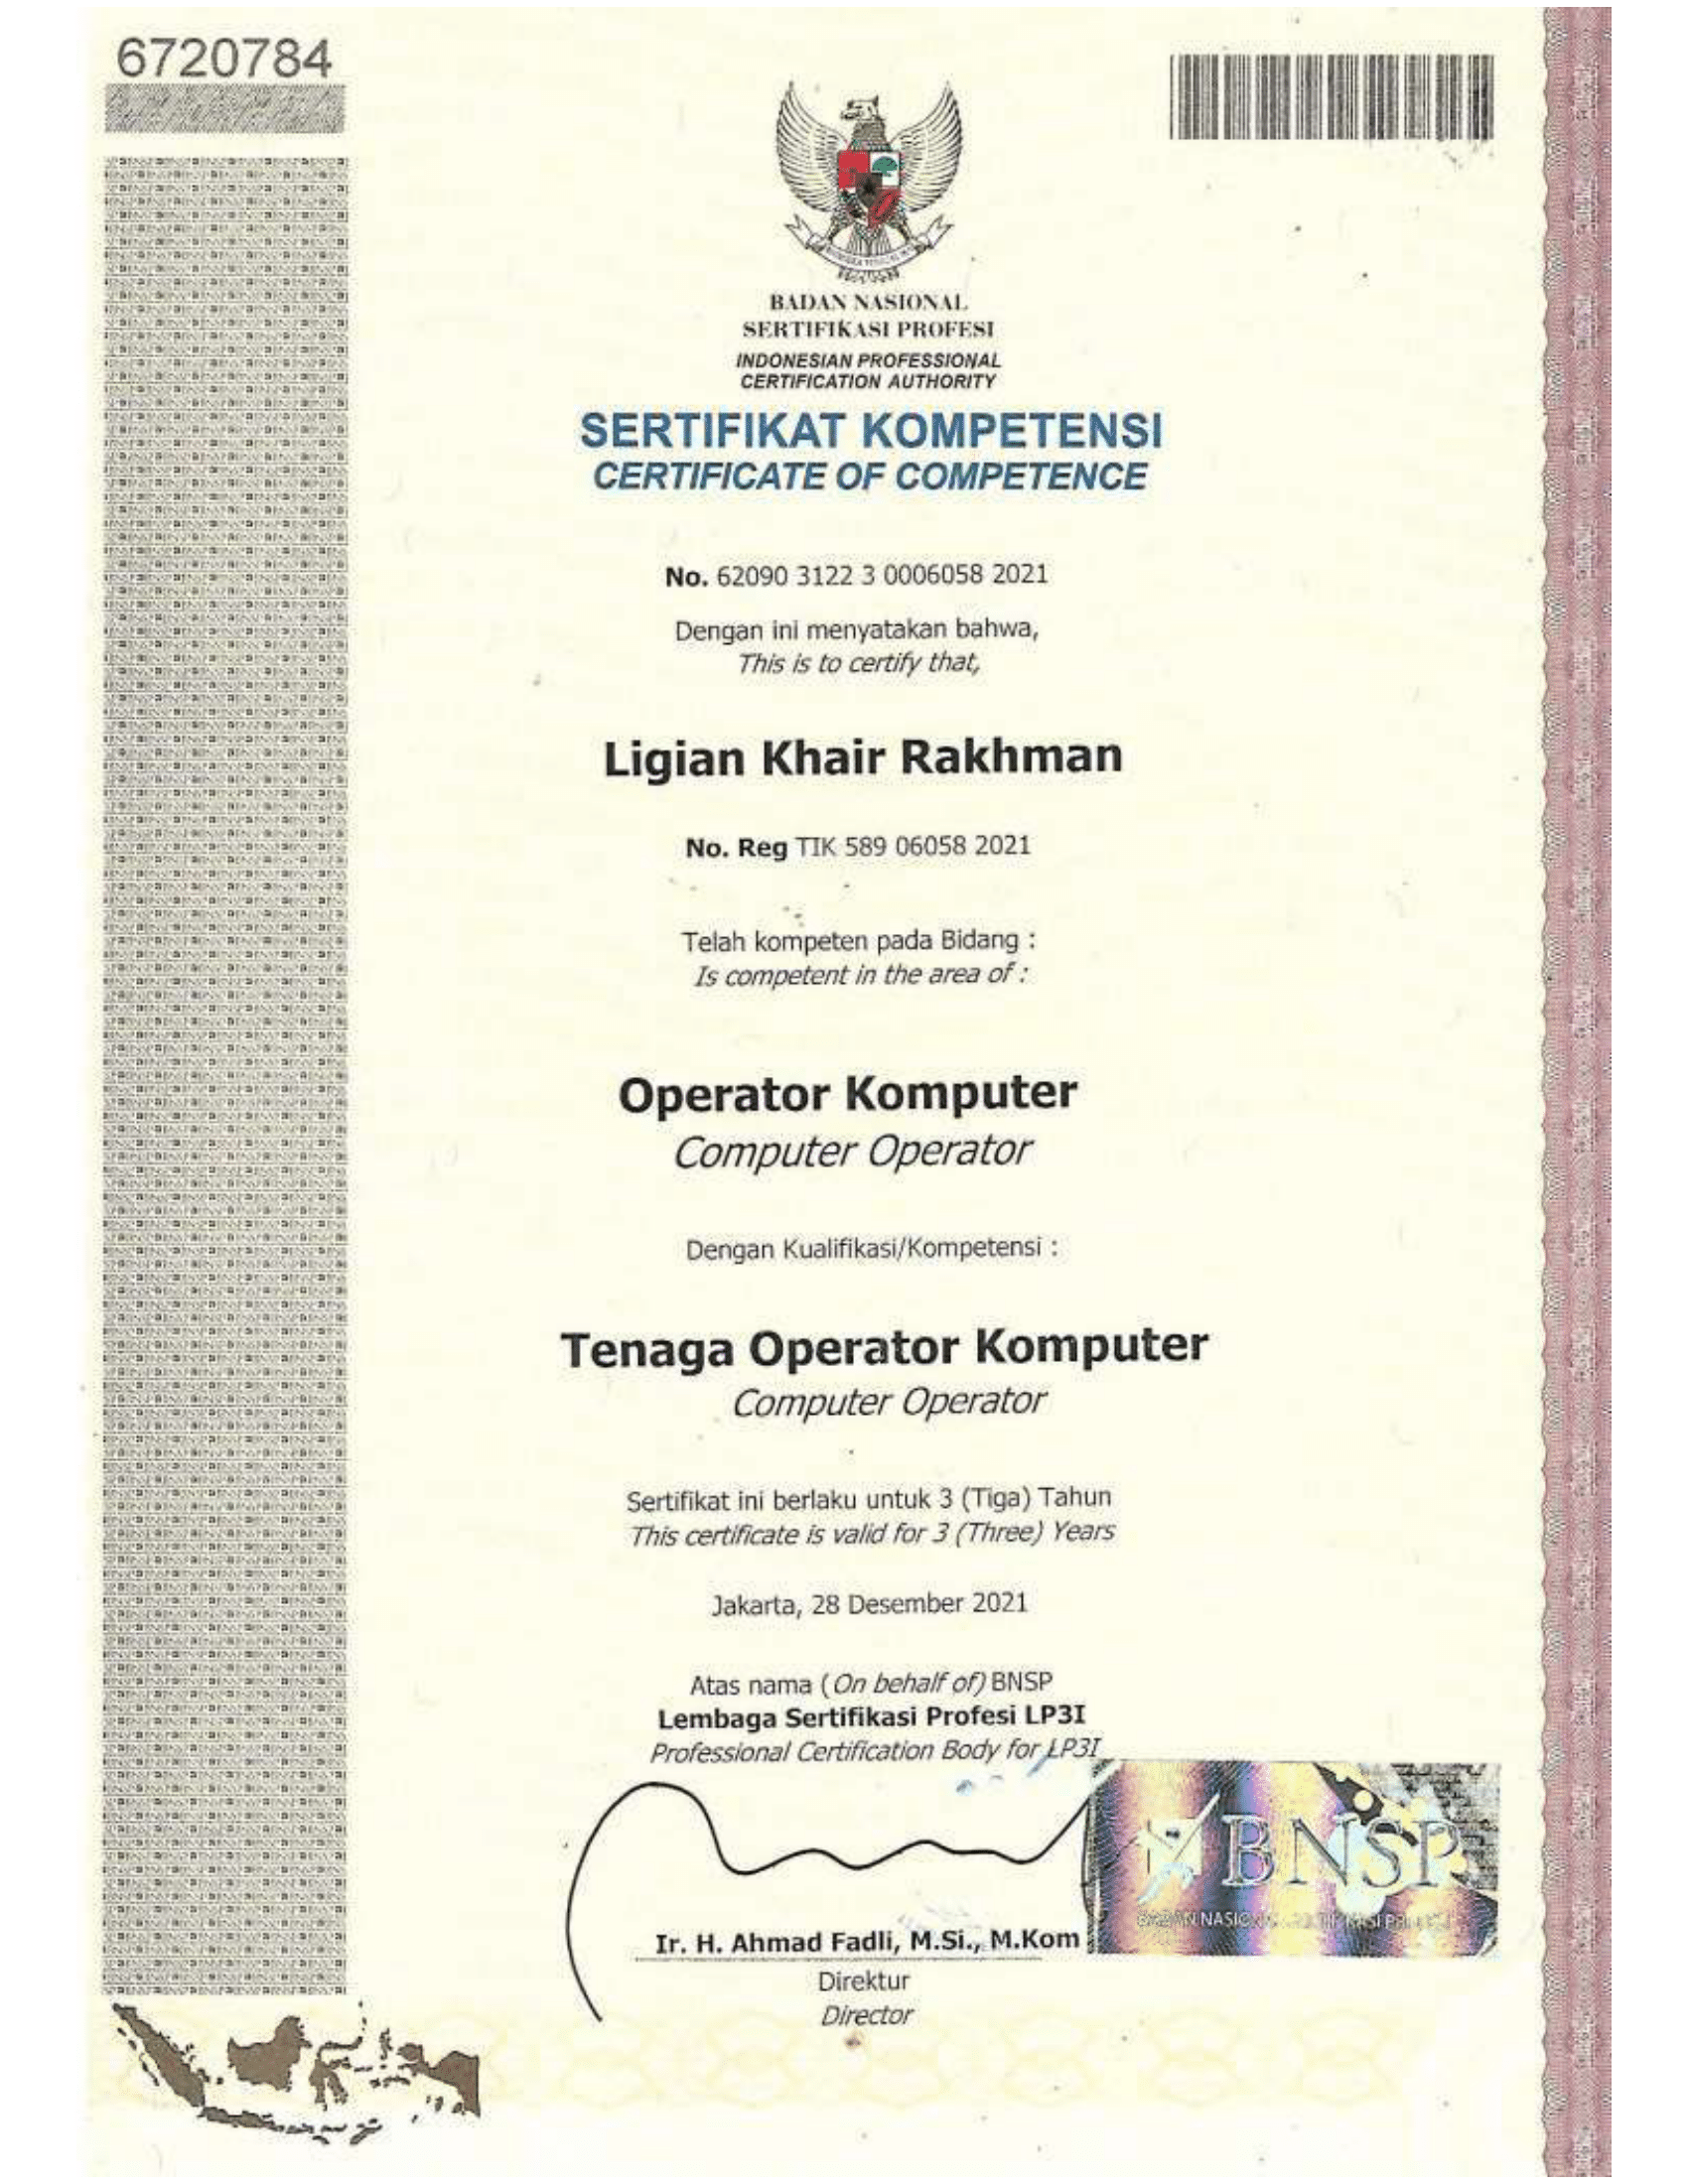 6720784
BADAN NASIONAL
SERTIFIKASI PROFESI
INDONESIAN PROFESSIONAL
CERTIFICATION AUTHORITY
SERTIFIKAT KOMPETENSI
CERTIFICATE OF COMPETENCE
No. 62090 3122 3 0006058 2021
Dengan ini menyatakan bahwa,
This is to certify that,
Ligian Khair Rakhman
No. Reg TIK 589 06058 2021
Telah kompeten pada Bidang :
Is competent in the area of :
Operator Komputer
Computer Operator
Dengan Kualifikasi/Kompetensi :
Tenaga Operator Komputer
Computer Operator
Sertifikat ini berlaku untuk 3 (Tiga) Tahun
This certificate is valid for 3 (Three) Years
Jakarta, 28 Desember 2021
Atas nama (On behalf of) BNSP
Lembaga Sertifikasi Profesi LP3I
Professional Certification Body for LP3I
BNSP
Ir. H. Ahmad Fadli, M.Si., M.Kom
Direktur
Director